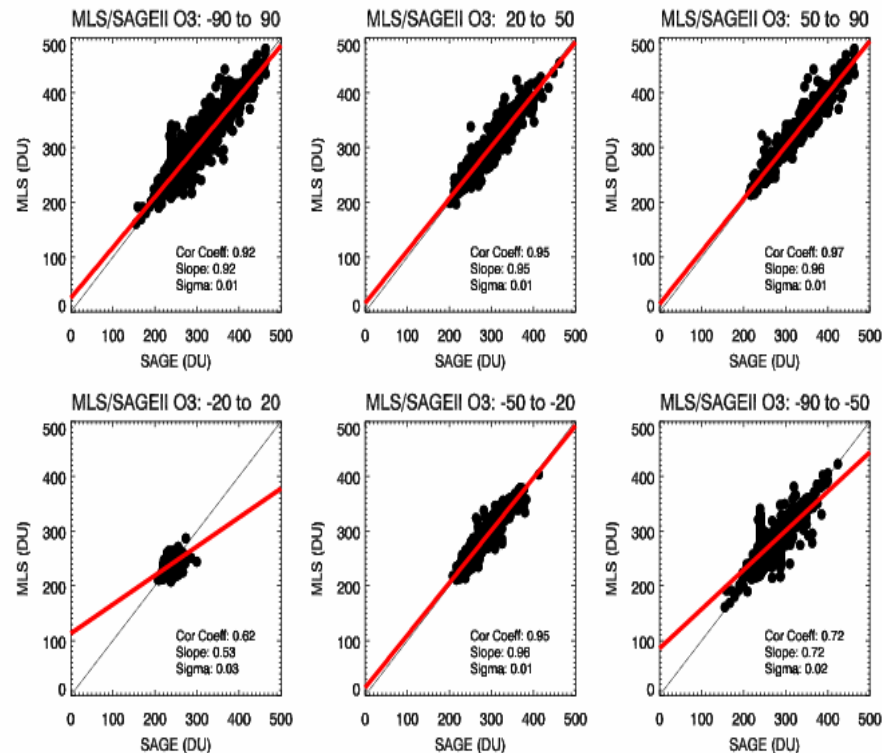 MLS/SAGEII O3: -90 to 90
500
400
300
200
100
0
MLS (DU)
Cor Coeff: 0.92
Slope: 0.92
Sigma: 0.01
0 100 200 300 400 500
SAGE (DU)
MLS/SAGEII O3: 20 to 50
500
400
300
200
100
0
MLS (DU)
Cor Coeff: 0.95
Slope: 0.95
Sigma: 0.01
0 100 200 300 400 500
SAGE (DU)
MLS/SAGEII O3: 50 to 90
500
400
300
200
100
0
MLS (DU)
Cor Coeff: 0.97
Slope: 0.96
Sigma: 0.01
0 100 200 300 400 500
SAGE (DU)
MLS/SAGEII O3: -20 to 20
500
400
300
200
100
0
MLS (DU)
Cor Coeff: 0.62
Slope: 0.53
Sigma: 0.03
0 100 200 300 400 500
SAGE (DU)
MLS/SAGEII O3: -50 to -20
500
400
300
200
100
0
MLS (DU)
Cor Coeff: 0.95
Slope: 0.96
Sigma: 0.01
0 100 200 300 400 500
SAGE (DU)
MLS/SAGEII O3: -90 to -50
500
400
300
200
100
0
MLS (DU)
Cor Coeff: 0.72
Slope: 0.72
Sigma: 0.02
0 100 200 300 400 500
SAGE (DU)